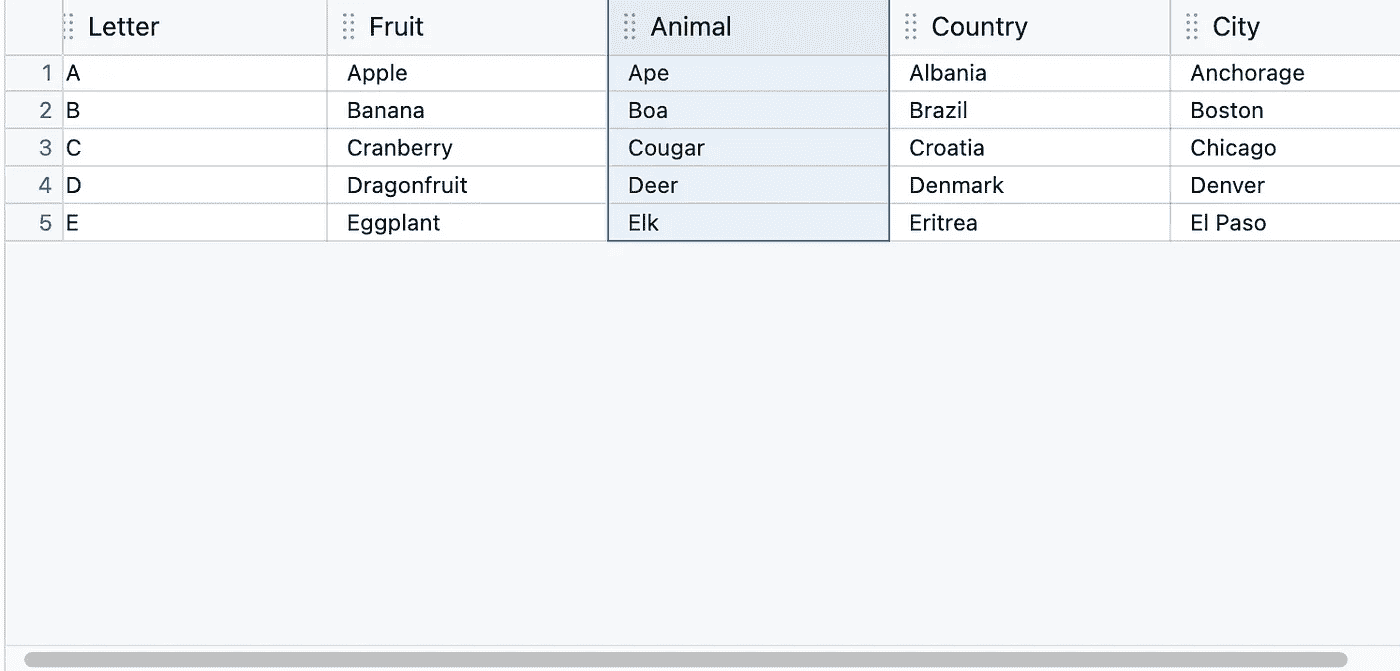 Letter Fruit Animal Country City
1 A Apple Ape Albania Anchorage
2 B Banana Boa Brazil Boston
3 C Cranberry Cougar Croatia Chicago
4 D Dragonfruit Deer Denmark Denver
5 E Eggplant Elk Eritrea El Paso